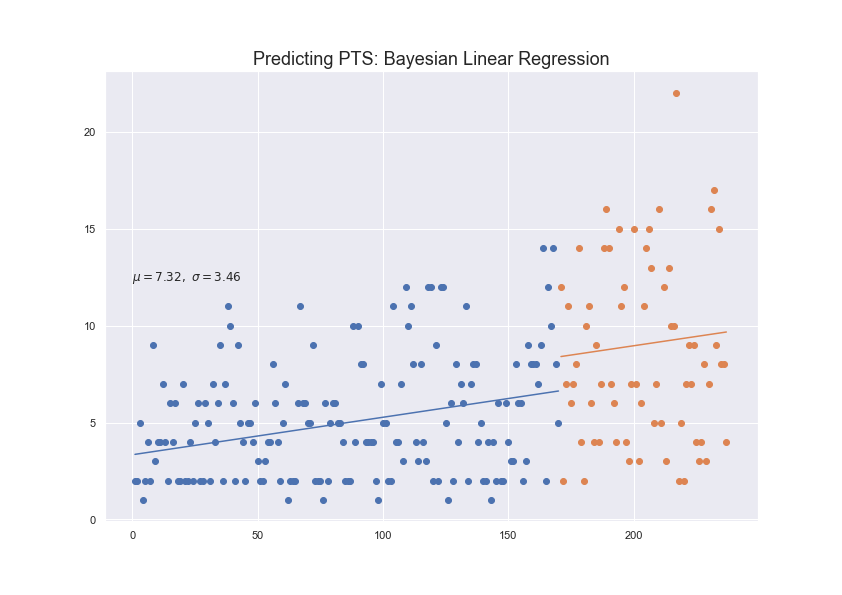 Predicting PTS: Bayesian Linear Regression
20
15
μ = 7.32, σ = 3.46
10
5
0
0 50 100 150 200